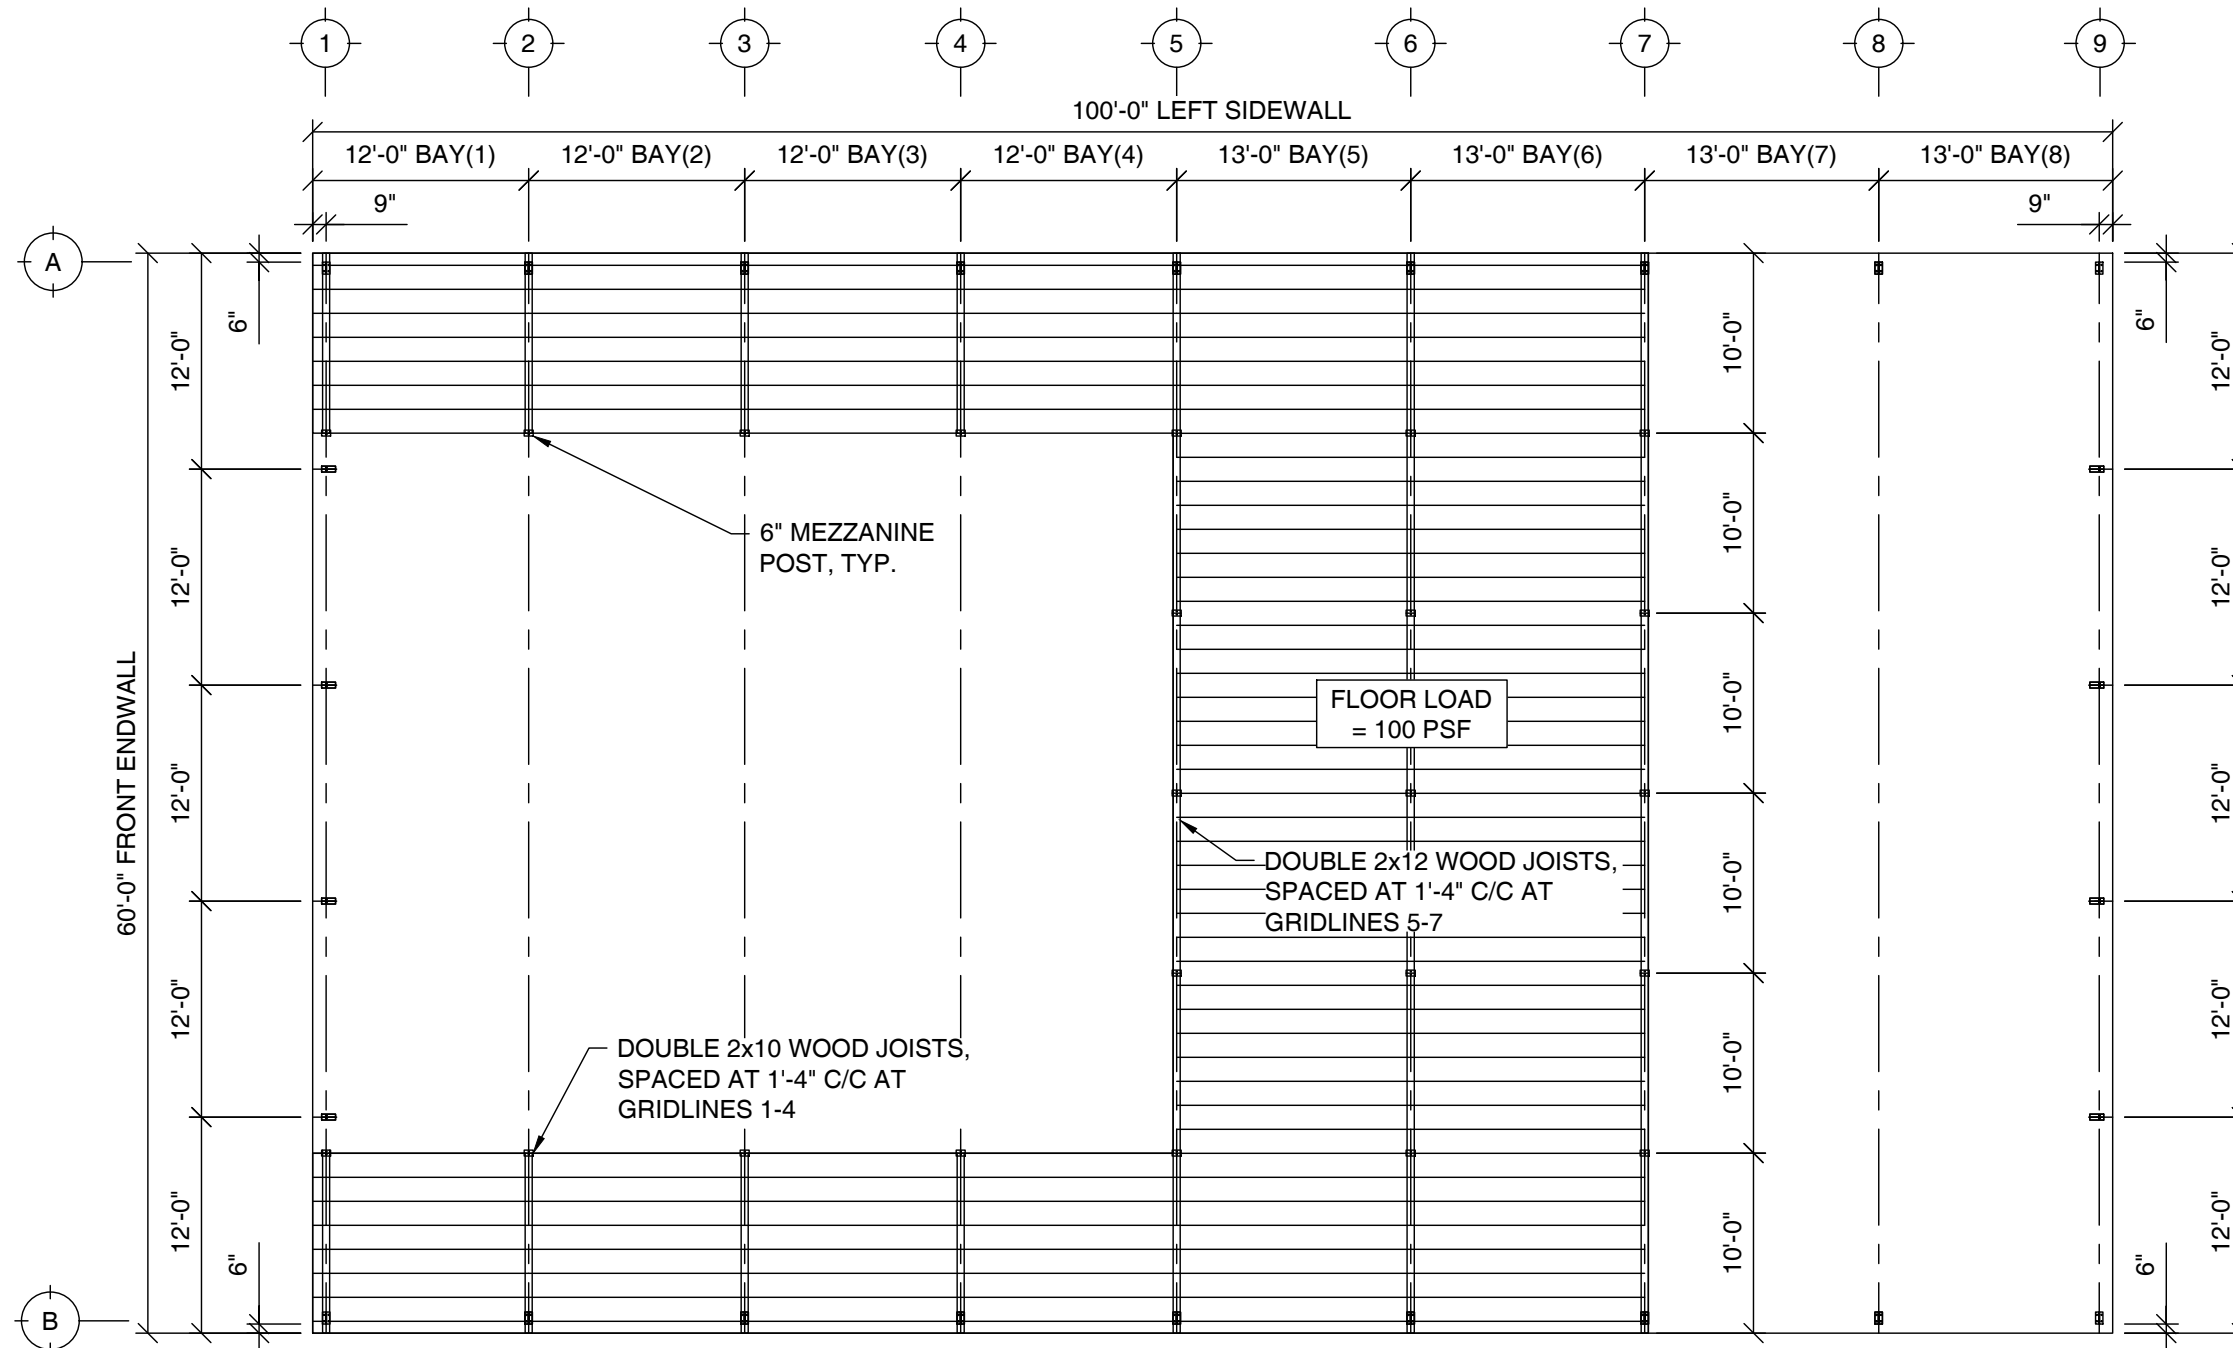 1 2 3 4 5 6 7 8 9
100'-0" LEFT SIDEWALL
12'-0" BAY(1) 12'-0" BAY(2) 12'-0" BAY(3) 12'-0" BAY(4) 13'-0" BAY(5) 13'-0" BAY(6) 13'-0" BAY(7) 13'-0" BAY(8)
9" 9"
A
6" 6"
12'-0" 10'-0" 12'-0"
6" MEZZANINE
POST, TYP.
12'-0" 10'-0" 12'-0"
FLOOR LOAD
= 100 PSF
10'-0"
60'-0" FRONT ENDWALL
12'-0" 12'-0"
DOUBLE 2x12 WOOD JOISTS,
SPACED AT 1'-4" C/C AT
GRIDLINES 5-7
10'-0"
12'-0" 12'-0"
DOUBLE 2x10 WOOD JOISTS,
SPACED AT 1'-4" C/C AT
GRIDLINES 1-4
10'-0"
12'-0" 10'-0" 12'-0"
6" 6"
B